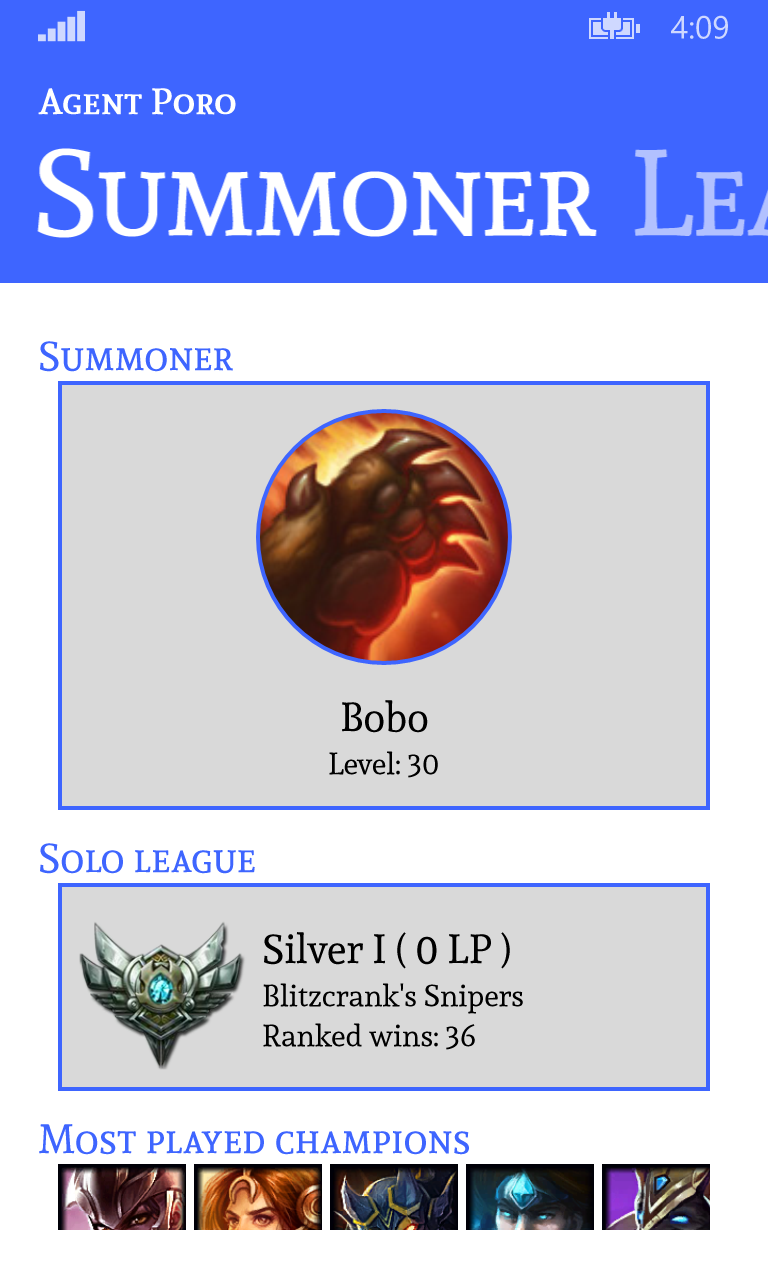 4:09
Agent Poro
Summoner Lea
Summoner
Bobo
Level: 30
Solo league
Silver I ( 0 LP )
Blitzcrank's Snipers
Ranked wins: 36
Most played champions